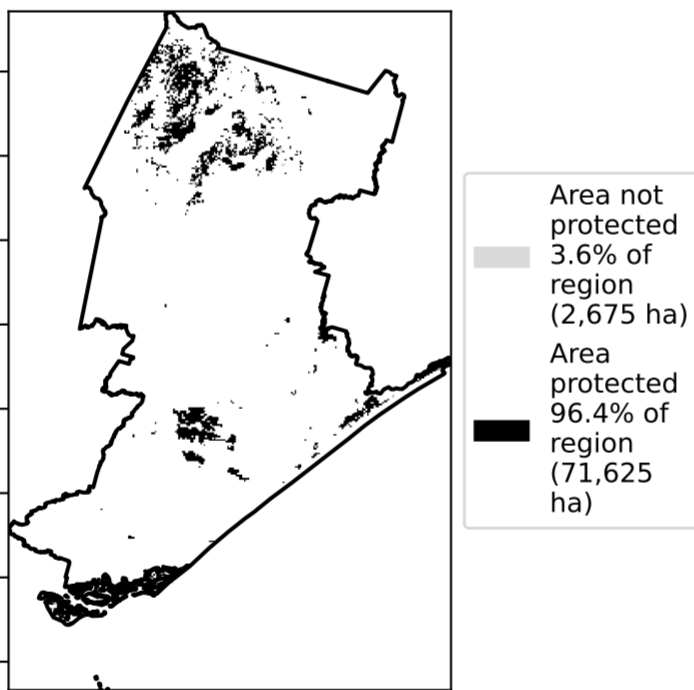 Area not
protected
3.6% of
region
(2,675 ha)
Area
protected
96.4% of
region
(71,625
ha)